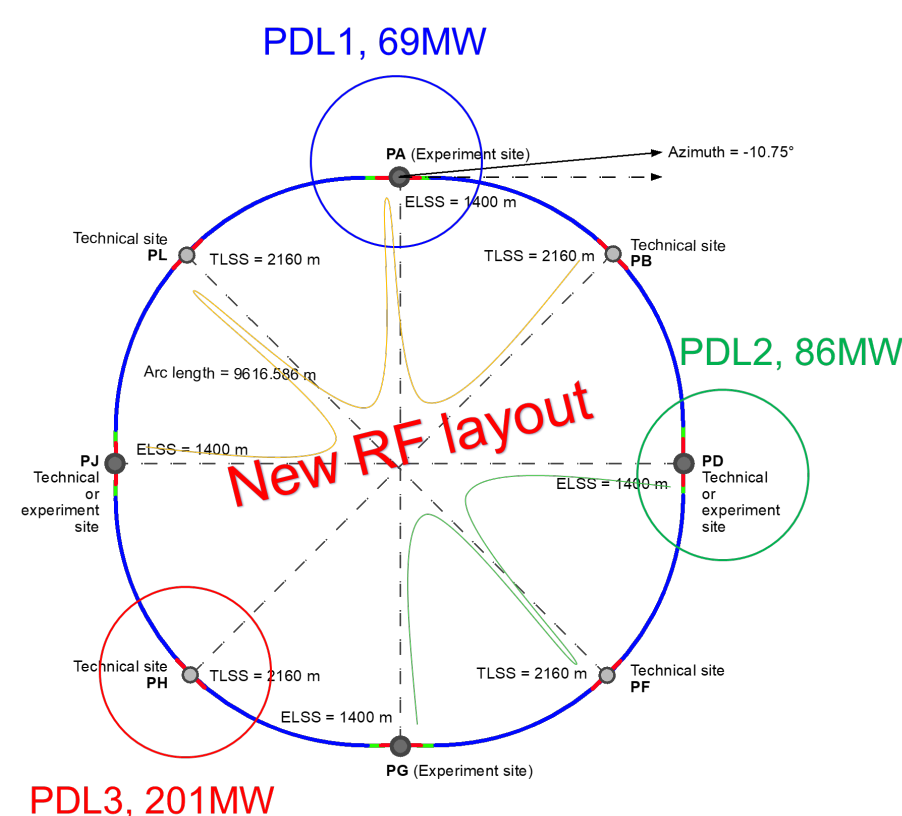 PDL1, 69MW
PA (Experiment site)
Azimuth = -10.75°
ELSS = 1400 m
Technical site
PL
TLSS = 2160 m
TLSS = 2160 m
Technical site
PB
PDL2, 86MW
Arc length = 9616.586 m
New RF layout
ELSS = 1400 m
PJ
Technical
or
experiment
site
ELSS = 1400 m
PD
Technical
or
experiment
site
Technical site
PH
TLSS = 2160 m
TLSS = 2160 m
Technical site
PF
ELSS = 1400 m
PG (Experiment site)
PDL3, 201MW